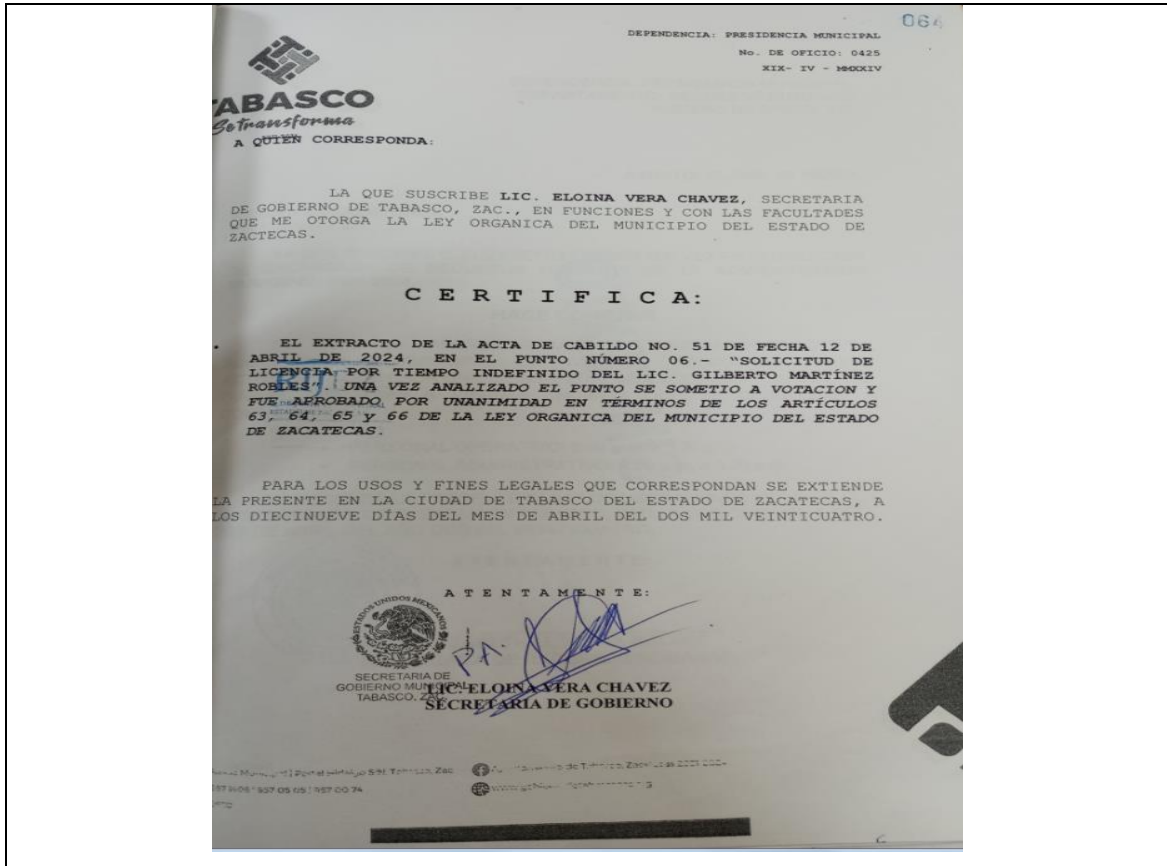 064
DEPENDENCIA: PRESIDENCIA MUNICIPAL
No. DE OFICIO: 0425
XIX- IV - MMXXIV
TABASCO
Se transforma
A QUIEN CORRESPONDA:
LA QUE SUSCRIBE LIC. ELOINA VERA CHAVEZ, SECRETARIA
DE GOBIERNO DE TABASCO, ZAC., EN FUNCIONES Y CON LAS FACULTADES
QUE ME OTORGA LA LEY ORGANICA DEL MUNICIPIO DEL ESTADO DE
ZACTECAS.
C E R T I F I C A:
EL EXTRACTO DE LA ACTA DE CABILDO NO. 51 DE FECHA 12 DE
ABRIL DE 2024, EN EL PUNTO NÚMERO 06.- "SOLICITUD DE
LICENCIA POR TIEMPO INDEFINIDO DEL LIC. GILBERTO MARTÍNEZ
ROBLES". UNA VEZ ANALIZADO EL PUNTO SE SOMETIO A VOTACION Y
FUE APROBADO POR UNANIMIDAD EN TÉRMINOS DE LOS ARTÍCULOS
63, 64, 65 y 66 DE LA LEY ORGANICA DEL MUNICIPIO DEL ESTADO
DE ZACATECAS.
PARA LOS USOS Y FINES LEGALES QUE CORRESPONDAN SE EXTIENDE
LA PRESENTE EN LA CIUDAD DE TABASCO DEL ESTADO DE ZACATECAS, A
LOS DIECINUEVE DÍAS DEL MES DE ABRIL DEL DOS MIL VEINTICUATRO.
A T E N T A M E N T E:
ESTADOS UNIDOS MEXICANOS
P.A.
SECRETARIA DE
GOBIERNO MUNICIPAL
TABASCO, ZAC.
LIC. ELOINA VERA CHAVEZ
SECRETARIA DE GOBIERNO
957 05 05 | 957 00 74